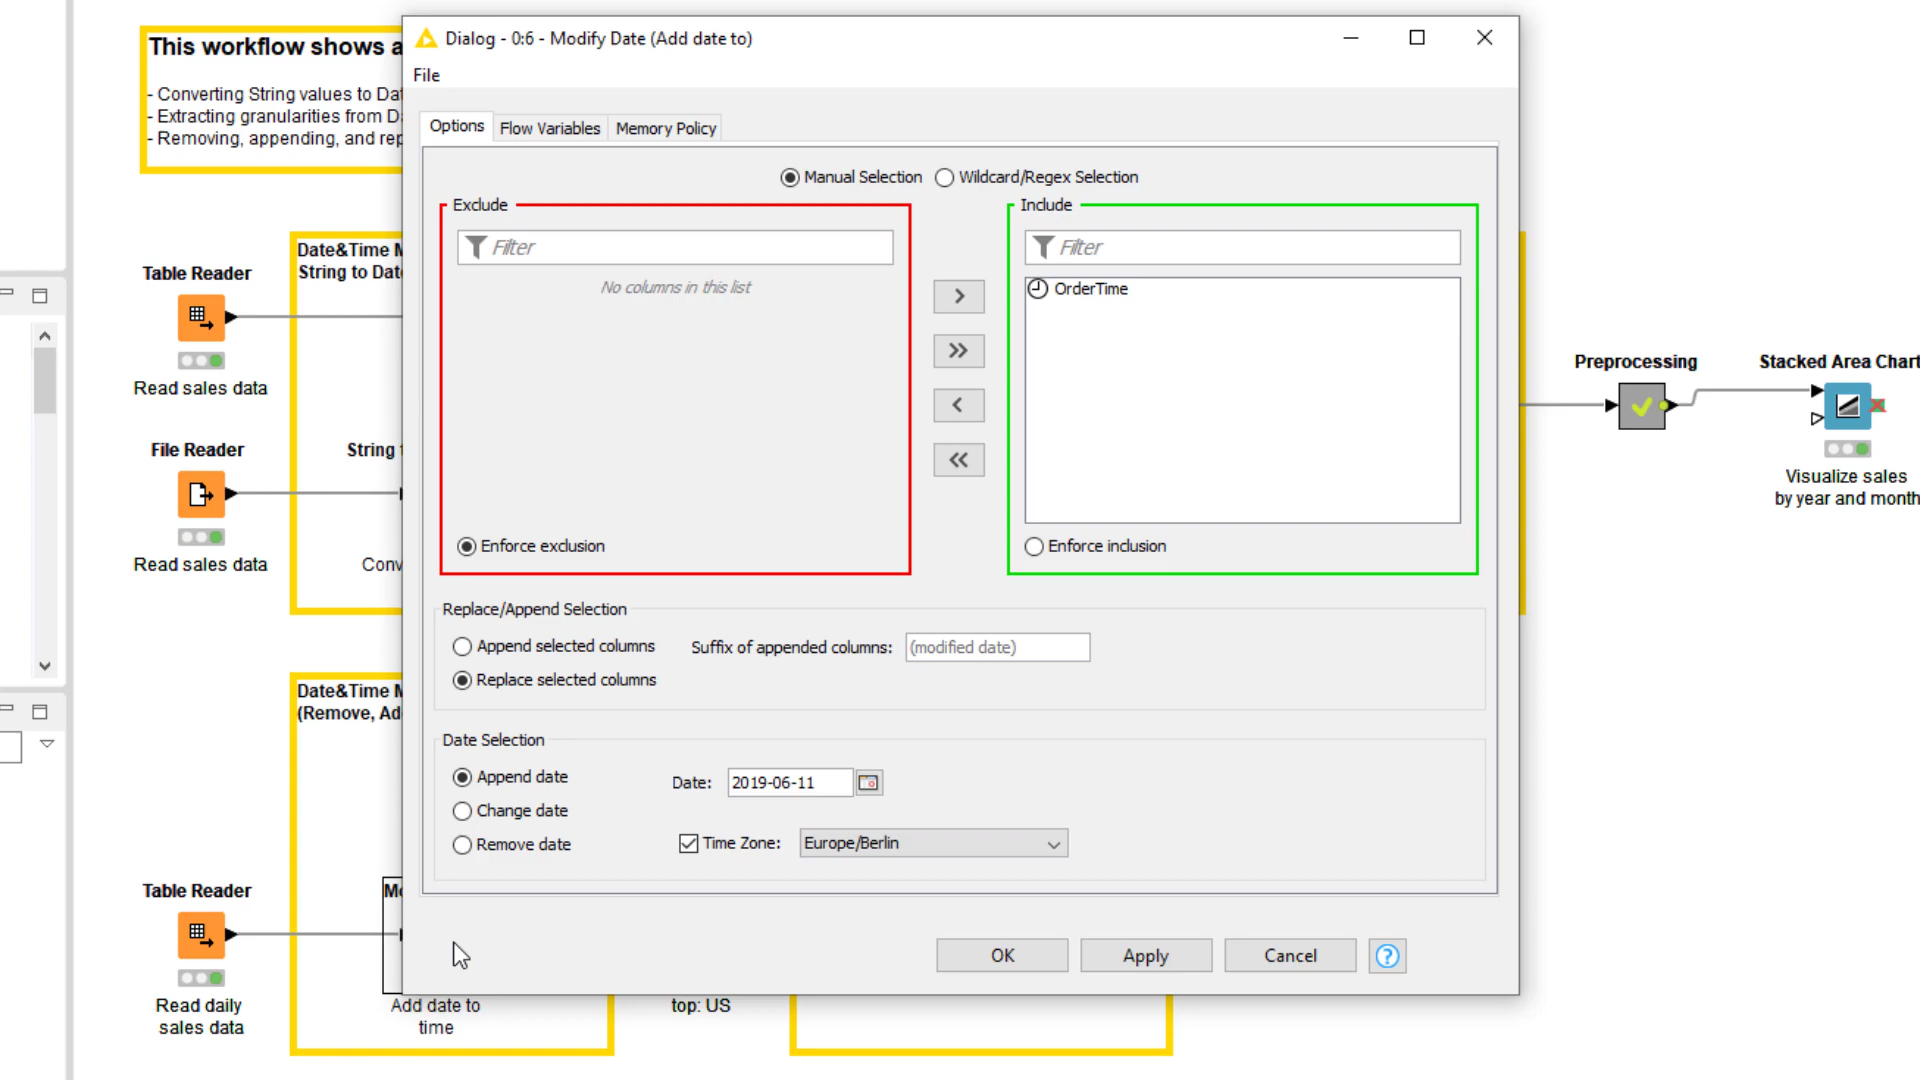 This workflow shows a
- Converting String values to Dat
- Extracting granularities from D
- Removing, appending, and rep
Dialog - 0:6 - Modify Date (Add date to)
File
Options
Flow Variables
Memory Policy
Manual Selection
Wildcard/Regex Selection
Exclude
Filter
No columns in this list
Enforce exclusion
>
>>
<
<<
Include
Filter
OrderTime
Enforce inclusion
Replace/Append Selection
Append selected columns
Suffix of appended columns:
(modified date)
Replace selected columns
Date Selection
Append date
Date:
2019-06-11
Change date
Remove date
Time Zone:
Europe/Berlin
OK
Apply
Cancel
?
Date&Time M
String to Date
Table Reader
Read sales data
File Reader
Read sales data
String t
Conv
Preprocessing
Stacked Area Chart
Visualize sales
by year and month
Date&Time M
(Remove, Ad
Table Reader
Read daily
sales data
Mo
Add date to
time
top: US